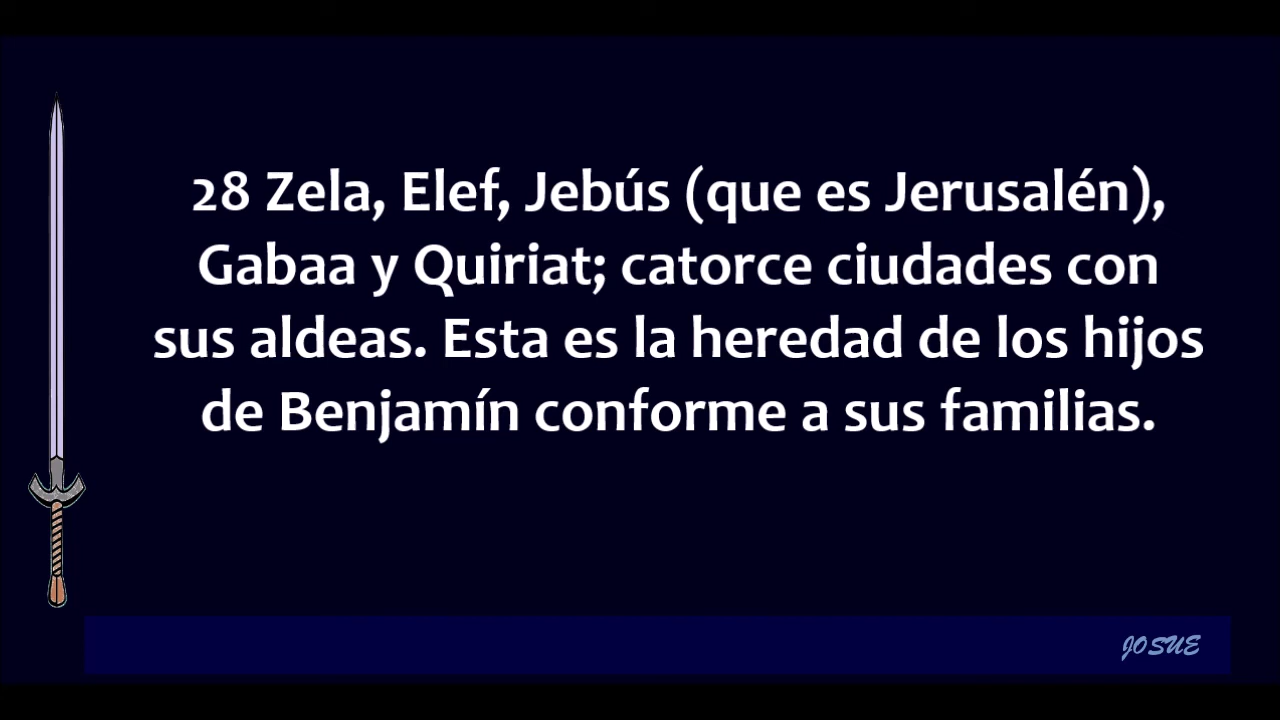 28 Zela, Elef, Jebús (que es Jerusalén),
Gabaa y Quiriat; catorce ciudades con
sus aldeas. Esta es la heredad de los hijos
de Benjamín conforme a sus familias.
JOSUE